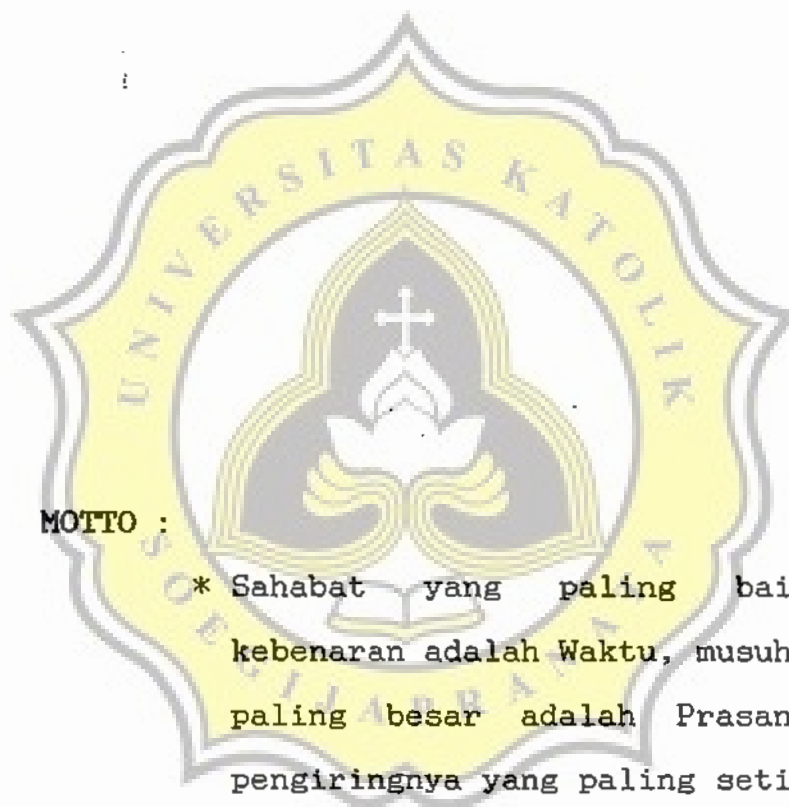 UNIVERSITAS KATOLIK
SOEGIJAPRANATA
MOTTO :
* Sahabat yang paling bai
kebenaran adalah Waktu, musuh
paling besar adalah Prasan
pengiringnya yang paling seti